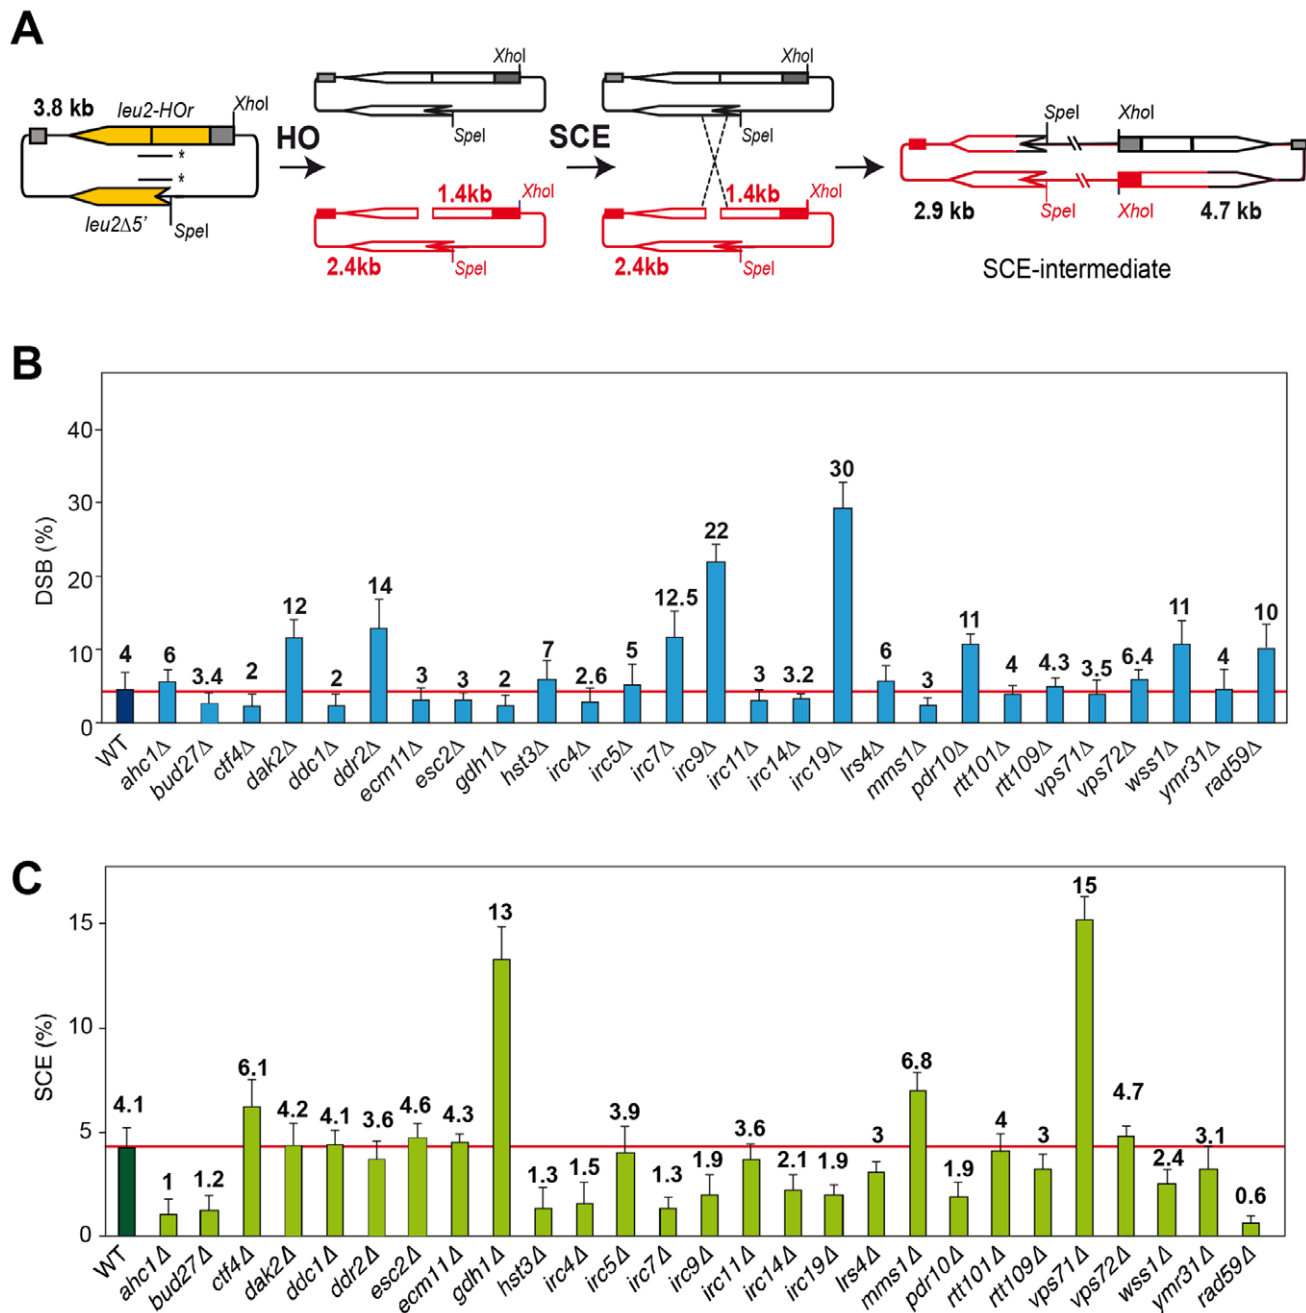 A
3.8 kb
leu2-HOr
XhoI
*
*
leu2Δ5'
SpeI
HO
XhoI
SpeI
1.4kb
XhoI
2.4kb
SpeI
SCE
XhoI
SpeI
1.4kb
XhoI
2.4kb
SpeI
SpeI
XhoI
SpeI
XhoI
2.9 kb
4.7 kb
SCE-intermediate
B
DSB (%)
40
30
20
10
0
4 6 3.4 2 12 2 14 3 3 2 7 2.6 5 12.5 22 3 3.2 30 6 3 11 4 4.3 3.5 6.4 11 4 10
WT ahc1Δ bud27Δ ctf4Δ dak2Δ ddc1Δ ddr2Δ ecm11Δ esc2Δ gdh1Δ hst3Δ irc4Δ irc5Δ irc7Δ irc9Δ irc11Δ irc14Δ irc19Δ lrs4Δ mms1Δ pdr10Δ rtt101Δ rtt109Δ vps71Δ vps72Δ wss1Δ ymr31Δ rad59Δ
C
SCE (%)
15
10
5
0
4.1 1 1.2 6.1 4.2 4.1 3.6 4.6 4.3 13 1.3 1.5 3.9 1.3 1.9 3.6 2.1 1.9 3 6.8 1.9 4 3 15 4.7 2.4 3.1 0.6
WT ahc1Δ bud27Δ ctf4Δ dak2Δ ddc1Δ ddr2Δ esc2Δ ecm11Δ gdh1Δ hst3Δ irc4Δ irc5Δ irc7Δ irc9Δ irc11Δ irc14Δ irc19Δ lrs4Δ mms1Δ pdr10Δ rtt101Δ rtt109Δ vps71Δ vps72Δ wss1Δ ymr31Δ rad59Δ